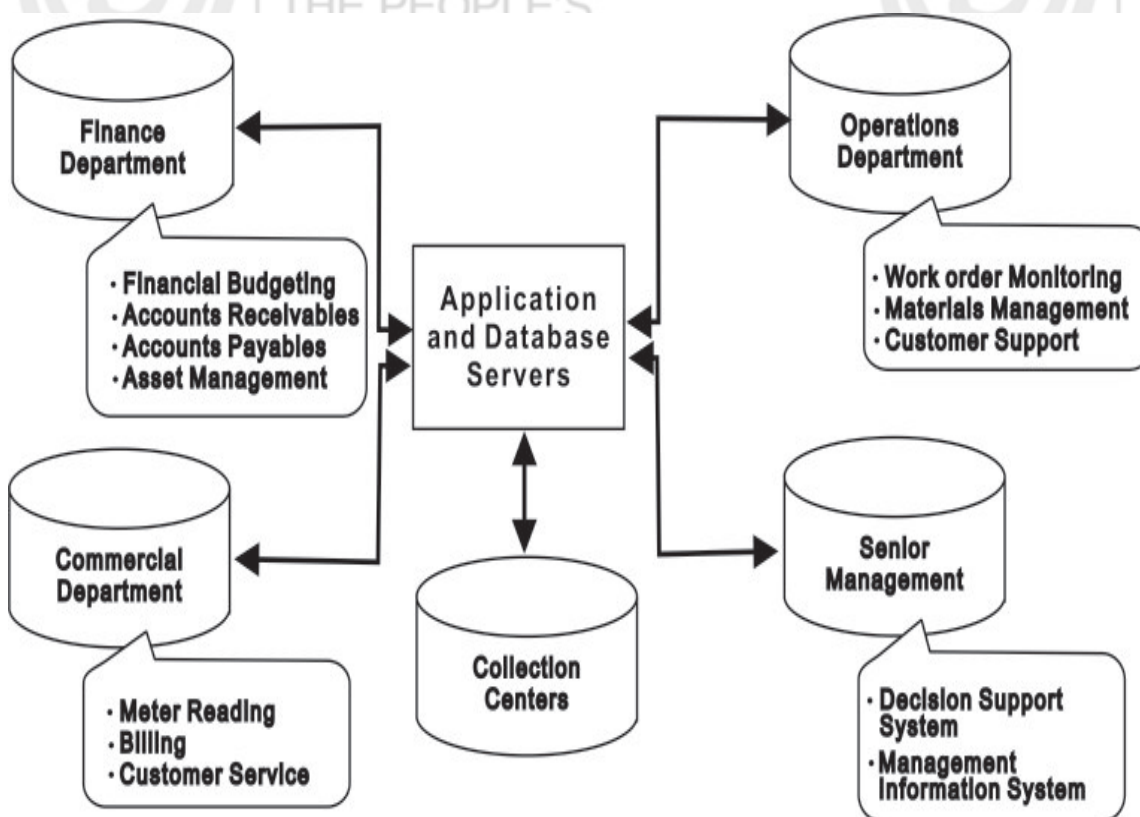 THE PEOPLE'S
Finance
Department
· Financial Budgeting
· Accounts Receivables
· Accounts Payables
· Asset Management
Operations
Department
· Work order Monitoring
· Materials Management
· Customer Support
Application
and Database
Servers
Commercial
Department
· Meter Reading
· Billing
· Customer Service
Collection
Centers
Senior
Management
· Decision Support
System
· Management
Information System